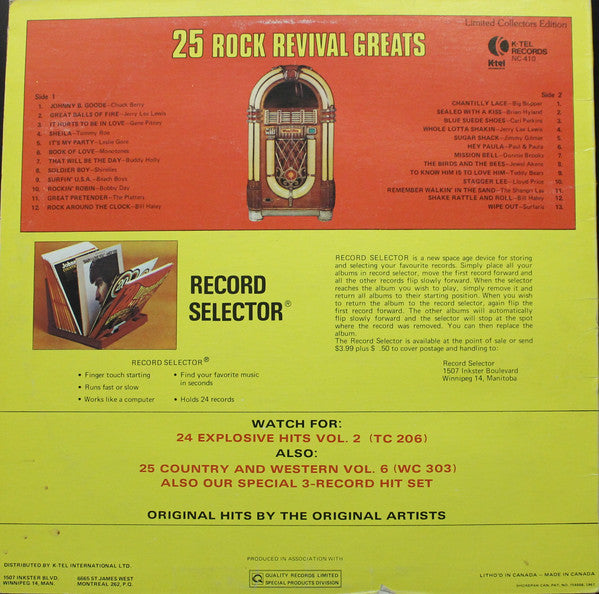 Limited Collectors Edition
25 ROCK REVIVAL GREATS
K-tel
K-TEL
RECORDS
NC 410
Side 1
1. JOHNNY B. GOODE—Chuck Berry
2. GREAT BALLS OF FIRE—Jerry Lee Lewis
3. IT HURTS TO BE IN LOVE—Gene Pitney
4. SHEILA—Tommy Roe
5. IT'S MY PARTY—Leslie Gore
6. BOOK OF LOVE—Monotones
7. THAT WILL BE THE DAY—Buddy Holly
8. SOLDIER BOY—Shirelles
9. SURFIN' U.S.A.—Beach Boys
10. ROCKIN' ROBIN—Bobby Day
11. GREAT PRETENDER—The Platters
12. ROCK AROUND THE CLOCK—Bill Haley
Side 2
CHANTILLY LACE—Big Bopper 1.
SEALED WITH A KISS—Brian Hyland 2.
BLUE SUEDE SHOES—Carl Perkins 3.
WHOLE LOTTA SHAKIN—Jerry Lee Lewis 4.
SUGAR SHACK—Jimmy Gilmer 5.
HEY PAULA—Paul & Paula 6.
MISSION BELL—Donnie Brooks 7.
THE BIRDS AND THE BEES—Jewel Akens 8.
TO KNOW HIM IS TO LOVE HIM—Teddy Bears 9.
STAGGER LEE—Lloyd Price 10.
REMEMBER WALKIN' IN THE SAND—The Shangri Las 11.
SHAKE RATTLE AND ROLL—Bill Haley 12.
WIPE OUT—Surfaris 13.
RECORD
SELECTOR®
RECORD SELECTOR®
• Finger touch starting
• Runs fast or slow
• Works like a computer
• Find your favorite music
in seconds
• Holds 24 records
RECORD SELECTOR is a new space age device for storing
and selecting your favourite records. Simply place all your
albums in record selector, move the first record forward and
all the other records flip slowly forward. When the selector
reaches the album you wish to play, simply remove it and
return all albums to their starting position. When you wish
to return the album to the record selector, again flip the
first record forward. The other albums will automatically
flip slowly forward and the selector will stop at the spot
where the record was removed. You can then replace the
album.
The Record Selector is available at the point of sale or send
$3.99 plus $ .50 to cover postage and handling to:
Record Selector
1507 Inkster Boulevard
Winnipeg 14, Manitoba
WATCH FOR:
24 EXPLOSIVE HITS VOL. 2 (TC 206)
ALSO:
25 COUNTRY AND WESTERN VOL. 6 (WC 303)
ALSO OUR SPECIAL 3-RECORD HIT SET
ORIGINAL HITS BY THE ORIGINAL ARTISTS
DISTRIBUTED BY K-TEL INTERNATIONAL LTD.
1507 INKSTER BLVD.
WINNIPEG 14, MAN.
6665 ST. JAMES WEST
MONTREAL 262, P.Q.
PRODUCED IN ASSOCIATION WITH
Q
QUALITY RECORDS LIMITED
SPECIAL PRODUCTS DIVISION
LITHO'D IN CANADA – MADE IN CANADA